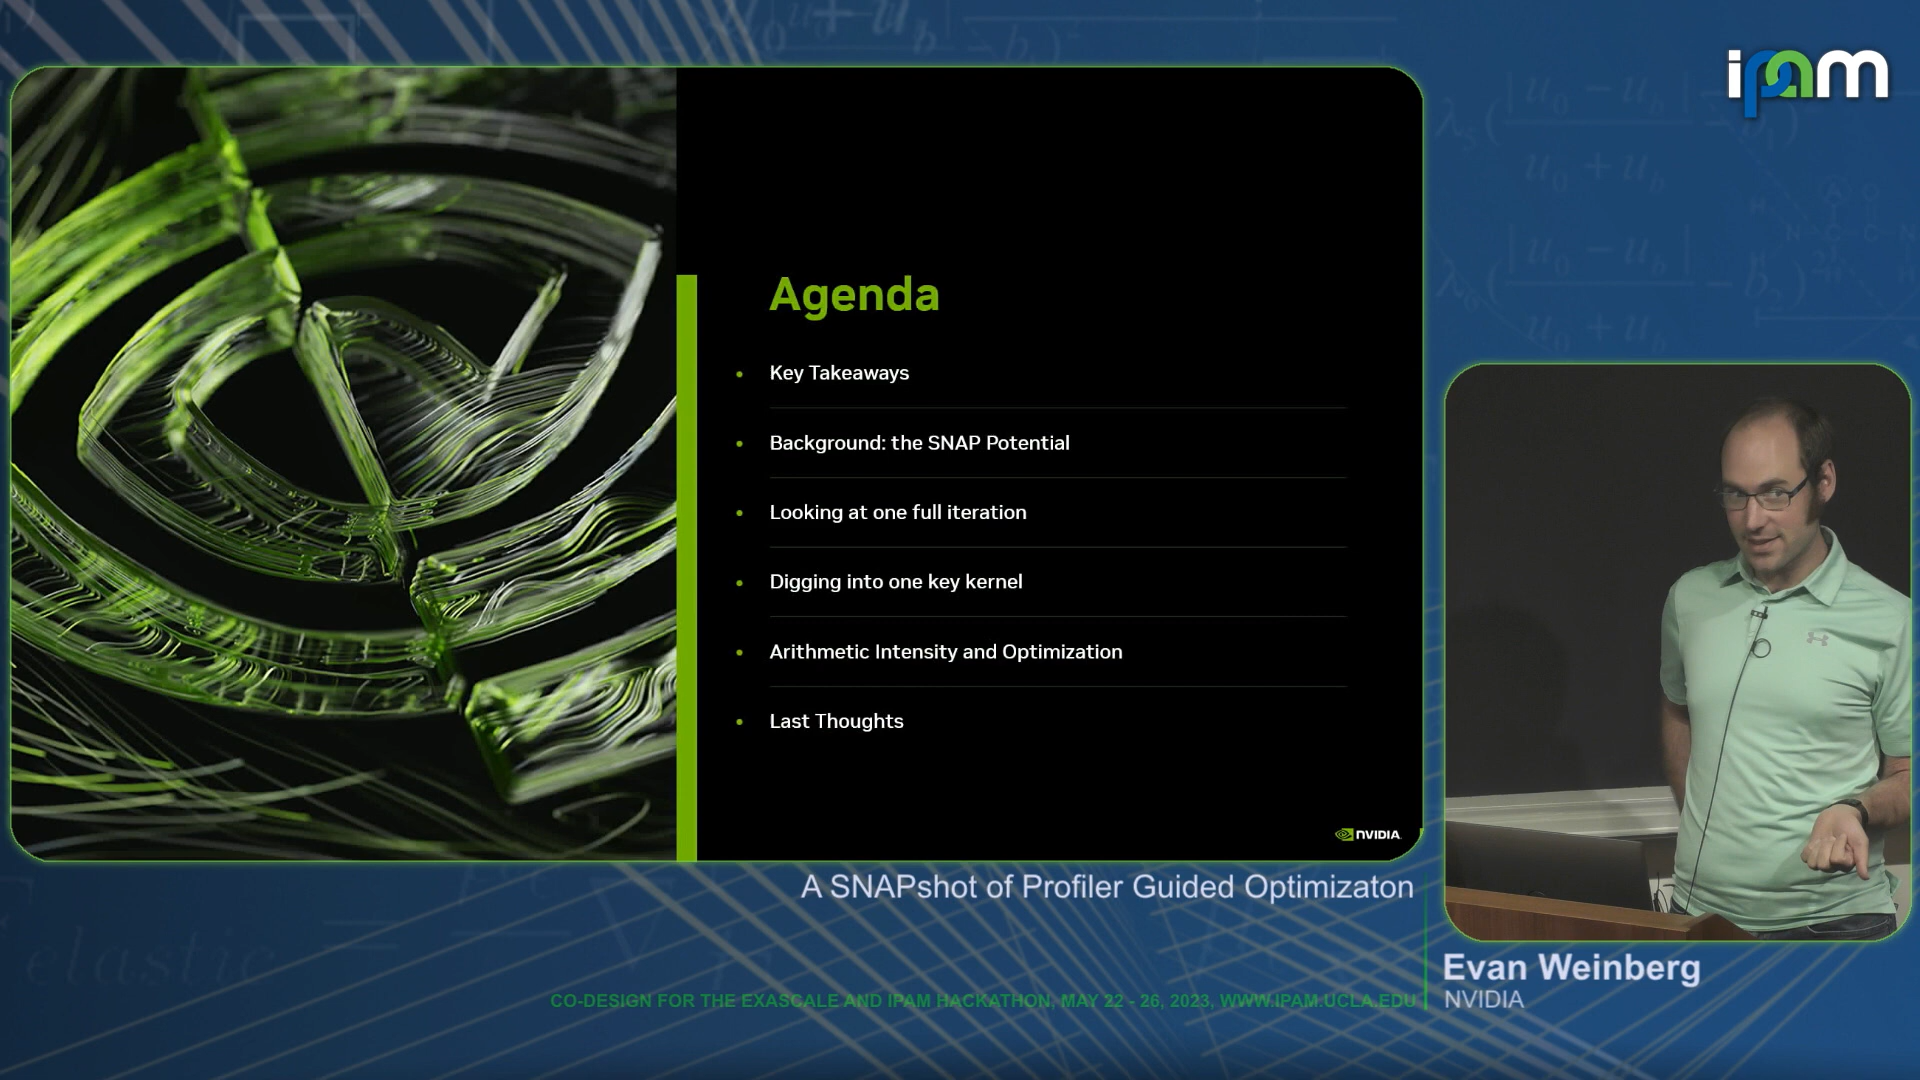 ipam
Agenda
• Key Takeaways
• Background: the SNAP Potential
• Looking at one full iteration
• Digging into one key kernel
• Arithmetic Intensity and Optimization
• Last Thoughts
NVIDIA
A SNAPshot of Profiler Guided Optimizaton
Evan Weinberg
NVIDIA
CO-DESIGN FOR THE EXASCALE AND IPAM HACKATHON, MAY 22 - 26, 2023, WWW.IPAM.UCLA.EDU
elastic